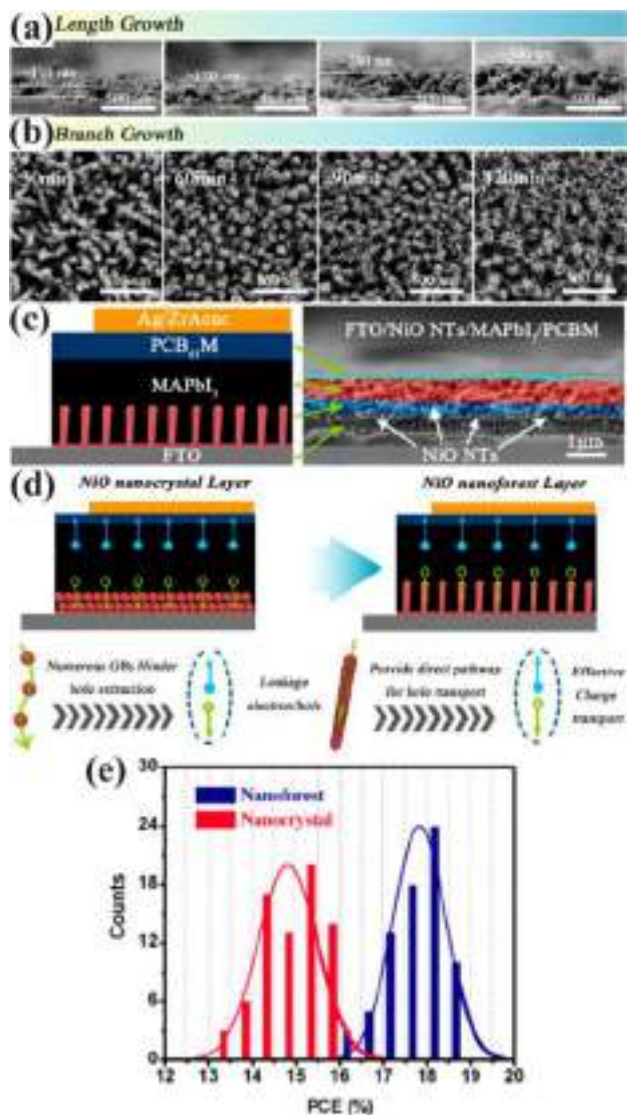 (a) Length Growth
(b) Branch Growth
60min
90min
120min
(c)
Ag/ZrAcac
PCB61M
MAPbI3
FTO
FTO/NiO NTs/MAPbI3/PCBM
NiO NTs
1μm
(d) NiO nanocrystal Layer
NiO nanoforest Layer
Numerous GBs Hinder
hole extraction
Leakage
electron/hole
Provide direct pathway
for hole transport
Effective
Charge
transport
(e)
Nanoforest
Nanocrystal
Counts
30
24
18
12
6
0
12 13 14 15 16 17 18 19 20
PCE (%)